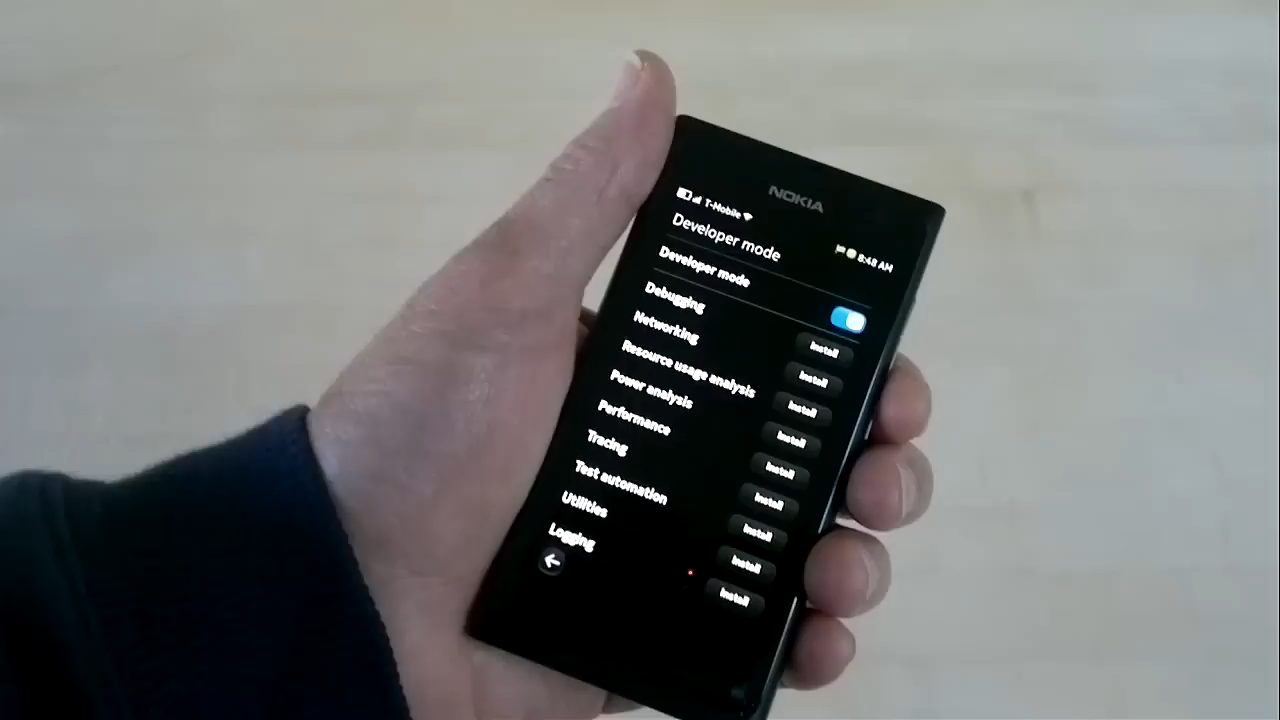 NOKIA
T-Mobile 8:48 AM
Developer mode
Developer mode
Debugging Install
Networking Install
Resource usage analysis Install
Power analysis Install
Performance Install
Tracing Install
Test automation Install
Utilities Install
Logging Install